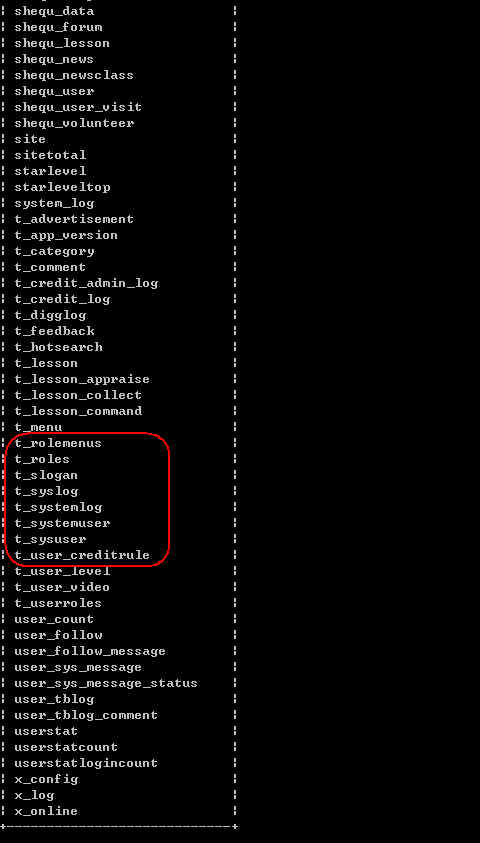 shequ_data
shequ_forum
shequ_lesson
shequ_news
shequ_newsclass
shequ_user
shequ_user_visit
shequ_volunteer
site
sitetotal
starlevel
starleveltop
system_log
t_advertisement
t_app_version
t_category
t_comment
t_credit_admin_log
t_credit_log
t_digglog
t_feedback
t_hotsearch
t_lesson
t_lesson_appraise
t_lesson_collect
t_lesson_command
t_menu
t_rolemenus
t_roles
t_slogan
t_syslog
t_systemlog
t_systemuser
t_sysuser
t_user_creditrule
t_user_level
t_user_video
t_userroles
user_count
user_follow
user_follow_message
user_sys_message
user_sys_message_status
user_tblog
user_tblog_comment
userstat
userstatcount
userstatlogincount
x_config
x_log
x_online